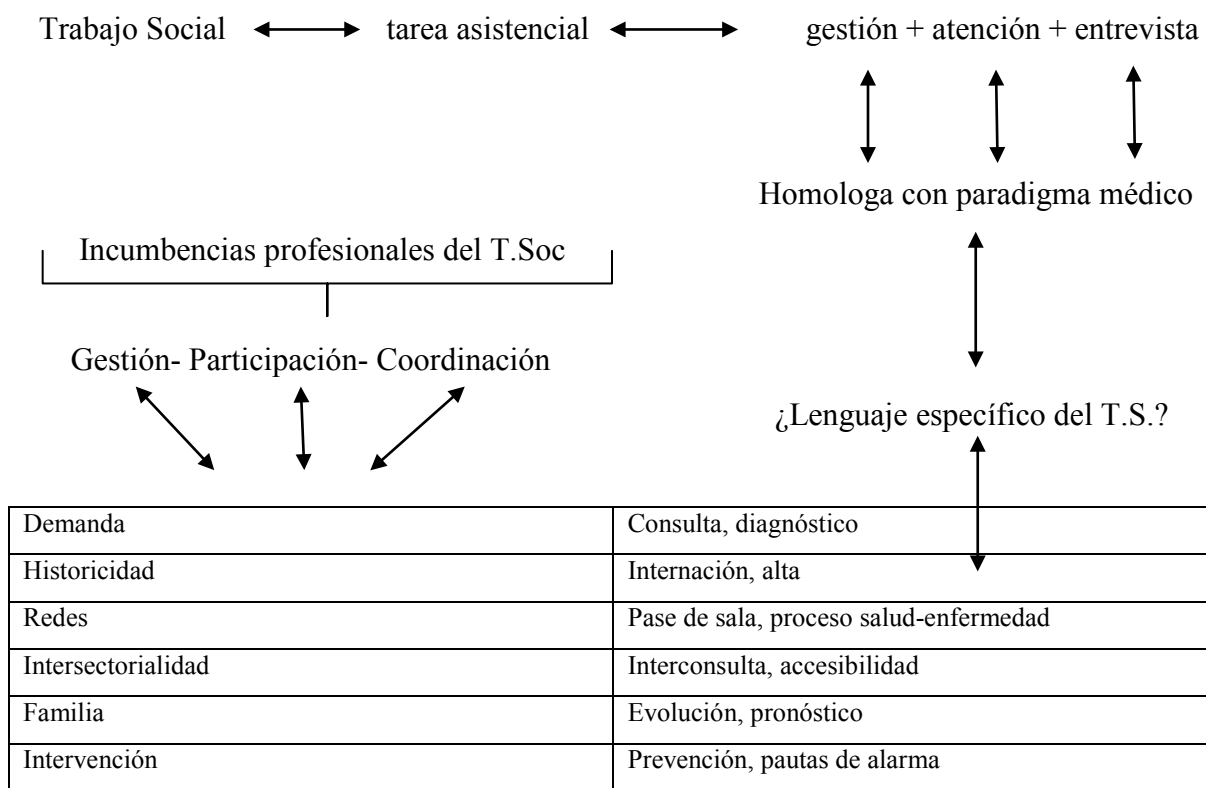 Trabajo Social tarea asistencial gestión + atención + entrevista
Homologa con paradigma médico
Incumbencias profesionales del T.Soc
Gestión- Participación- Coordinación
¿Lenguaje específico del T.S.?
Demanda Consulta, diagnóstico
Historicidad Internación, alta
Redes Pase de sala, proceso salud-enfermedad
Intersectorialidad Interconsulta, accesibilidad
Familia Evolución, pronóstico
Intervención Prevención, pautas de alarma